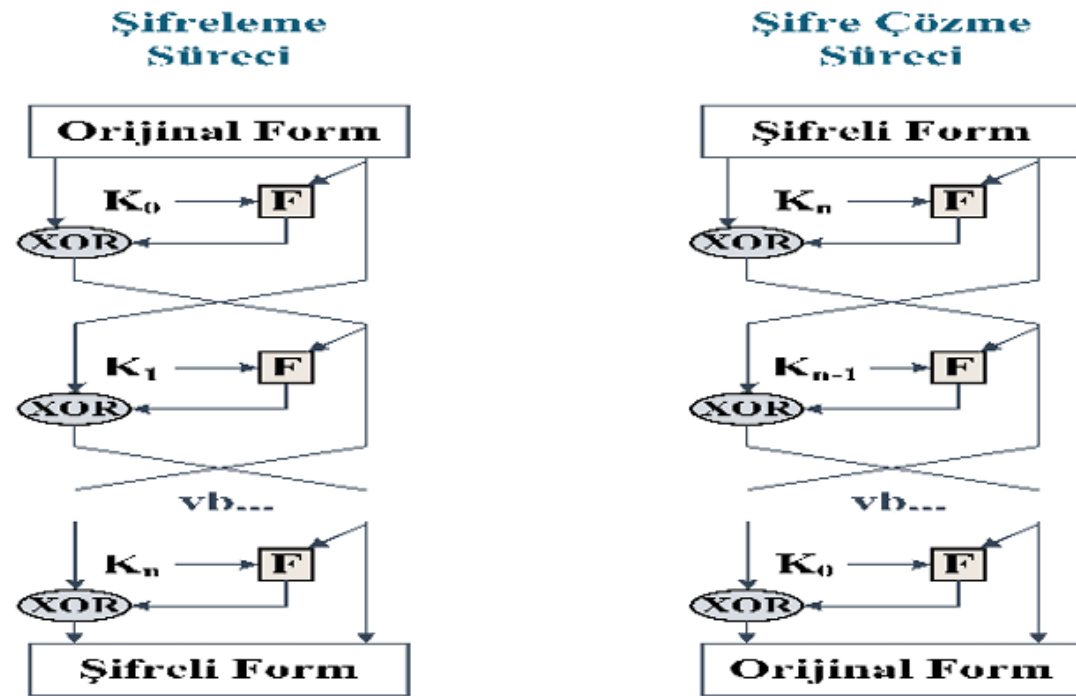 Şifreleme
Süreci
Orijinal Form
K₀
F
XOR
K₁
F
XOR
vb...
Kₙ
F
XOR
Şifreli Form
Şifre Çözme
Süreci
Şifreli Form
Kₙ
F
XOR
Kₙ₋₁
F
XOR
vb...
K₀
F
XOR
Orijinal Form